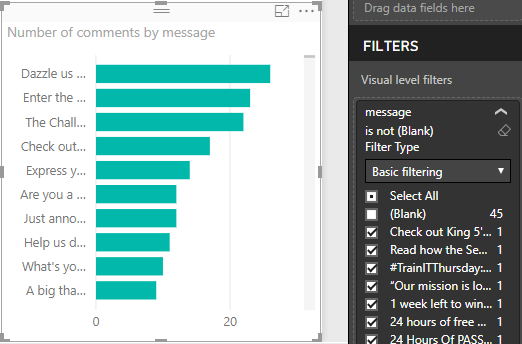 Drag data fields here
Number of comments by message
Dazzle us ...
Enter the ...
The Chall...
Check out...
Express y...
Are you a ...
Just anno...
Help us d...
What's yo...
A big tha...
0
20
FILTERS
Visual level filters
message
is not (Blank)
Filter Type
Basic filtering
Select All
(Blank) 45
Check out King 5'... 1
Read how the Se... 1
#TrainITThursday:... 1
"Our mission is lo... 1
1 week left to win... 1
24 hours of free ... 1
24 Hours Of PASS... 1